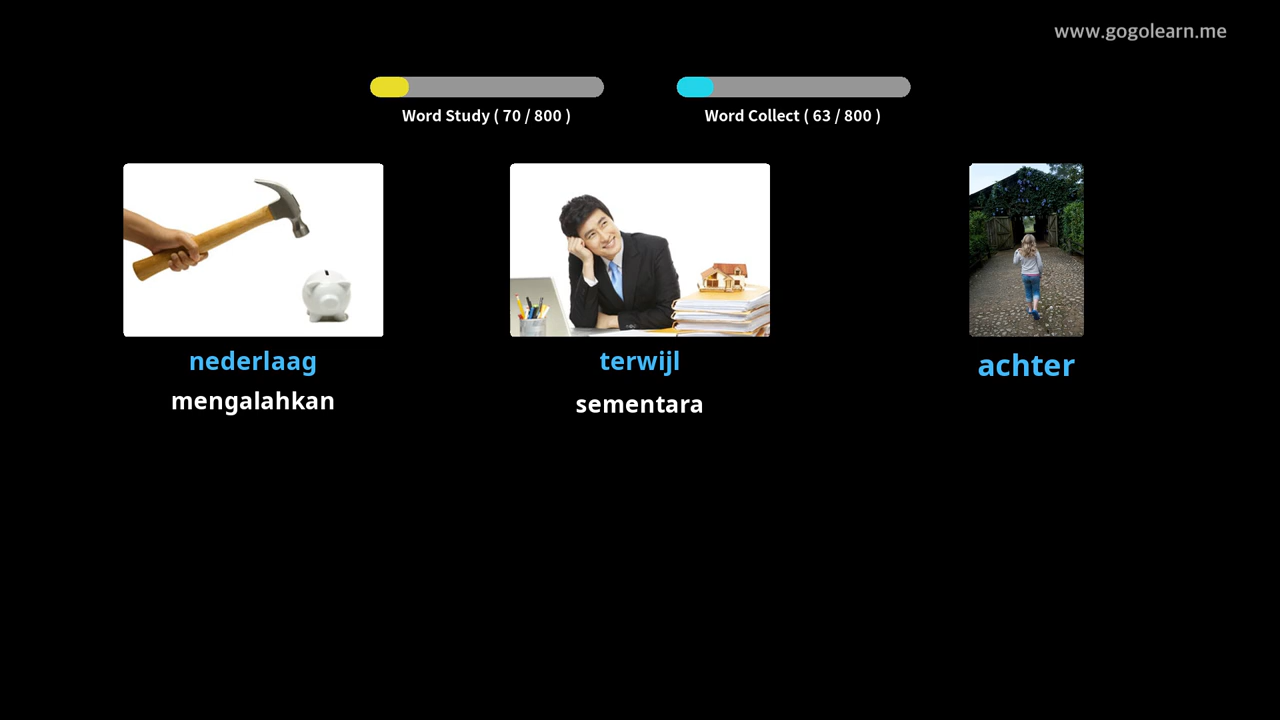 www.gogolearn.me
Word Study ( 70 / 800 )
Word Collect ( 63 / 800 )
nederlaag
mengalahkan
terwijl
sementara
achter